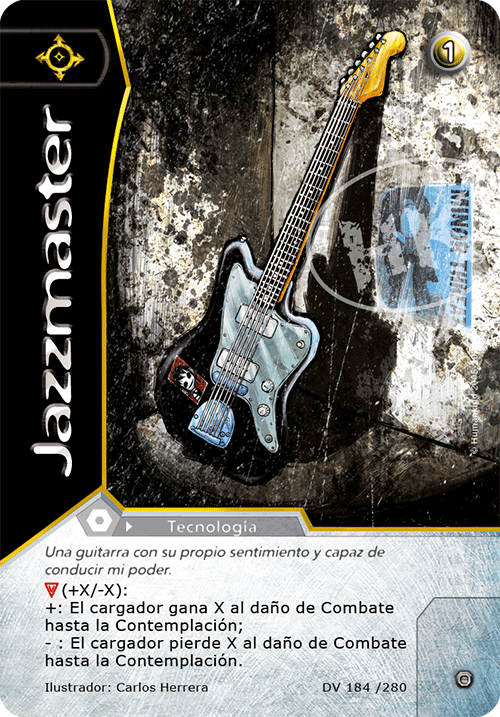 1
Jazzmaster
Tecnología
Una guitarra con su propio sentimiento y capaz de
conducir mi poder.
(+X/-X):
+: El cargador gana X al daño de Combate
hasta la Contemplación;
- : El cargador pierde X al daño de Combate
hasta la Contemplación.
Ilustrador: Carlos Herrera
DV 184 /280